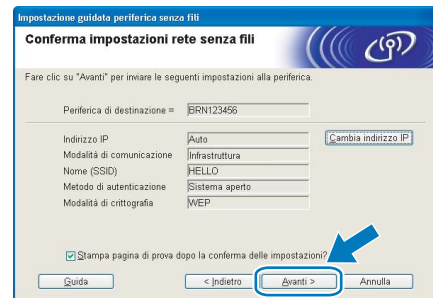 Impostazione guidata periferica senza fili
Conferma impostazioni rete senza fili
Fare clic su "Avanti" per inviare le seguenti impostazioni alla periferica.
Periferica di destinazione = BRN123456
Indirizzo IP Auto Cambia indirizzo IP
Modalità di comunicazione Infrastruttura
Nome (SSID) HELLO
Metodo di autenticazione Sistema aperto
Modalità di crittografia WEP
Stampa pagina di prova dopo la conferma delle impostazioni?
Guida < Indietro Avanti > Annulla